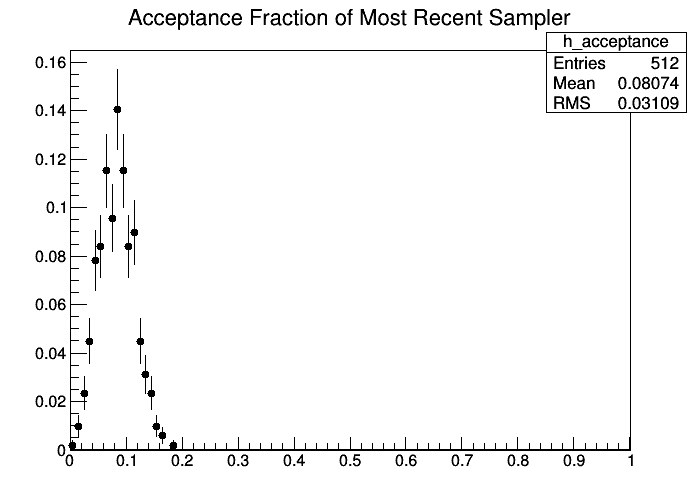 Acceptance Fraction of Most Recent Sampler
h_acceptance
Entries 512
Mean 0.08074
RMS 0.03109
0.16
0.14
0.12
0.1
0.08
0.06
0.04
0.02
0
0 0.1 0.2 0.3 0.4 0.5 0.6 0.7 0.8 0.9 1